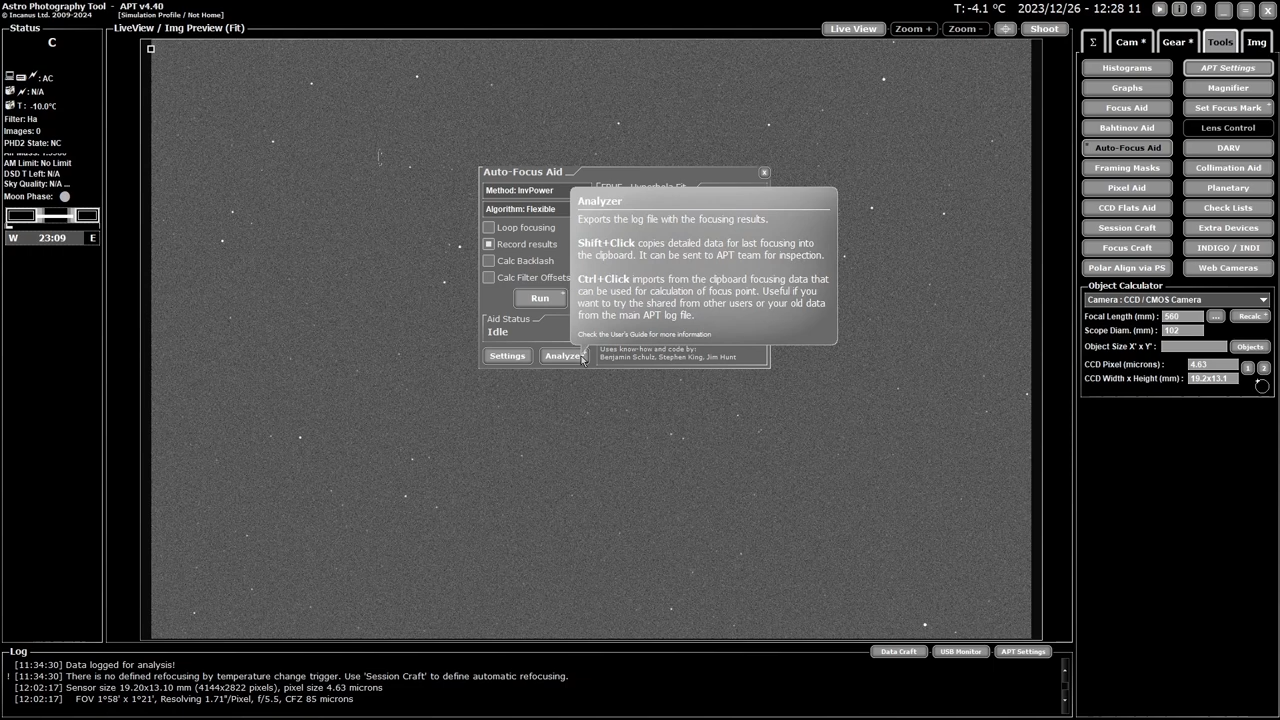 Astro Photography Tool - APT v4.40
© Incanus Ltd. 2009-2024
[Simulation Profile / Not Home]
T: -4.1 ºC 2023/12/26 - 12:28 11
Status
C
: AC
: N/A
T : -10.0℃
Filter: Ha
Images: 0
PHD2 State: NC
AM Limit: No Limit
DSD T Left: N/A
Sky Quality: N/A ...
Moon Phase:
W 23:09 E
LiveView / Img Preview (Fit)
Live View Zoom + Zoom - Shoot
Auto-Focus Aid
Method: InvPower
Algorithm: Flexible
Loop focusing
Record results
Calc Backlash
Calc Filter Offsets
Run
Aid Status
Idle
Settings Analyze
Analyzer
Exports the log file with the focusing results.
Shift+Click copies detailed data for last focusing into
the clipboard. It can be sent to APT team for inspection.
Ctrl+Click imports from the clipboard focusing data that
can be used for calculation of focus point. Useful if you
want to try the shared from other users or your old data
from the main APT log file.
Check the User's Guide for more information
Uses know-how and code by:
Benjamin Schulz, Stephen King, Jim Hunt
Σ Cam * Gear * Tools Img
Histograms APT Settings
Graphs Magnifier
Focus Aid Set Focus Mark
Bahtinov Aid Lens Control
Auto-Focus Aid DARV
Framing Masks Collimation Aid
Pixel Aid Planetary
CCD Flats Aid Check Lists
Session Craft Extra Devices
Focus Craft INDIGO / INDI
Polar Align via PS Web Cameras
Object Calculator
Camera : CCD / CMOS Camera
Focal Length (mm) : 560 ... Recalc
Scope Diam. (mm) : 102
Object Size X' x Y' : Objects
CCD Pixel (microns) : 4.63 1 2
CCD Width x Height (mm) : 19.2x13.1
Log
Data Craft USB Monitor APT Settings
[11:34:30] Data logged for analysis!
! [11:34:30] There is no defined refocusing by temperature change trigger. Use 'Session Craft' to define automatic refocusing.
[12:02:17] Sensor size 19.20x13.10 mm (4144x2822 pixels), pixel size 4.63 microns
[12:02:17] FOV 1º58' x 1º21', Resolving 1.71"/Pixel, f/5.5, CFZ 85 microns